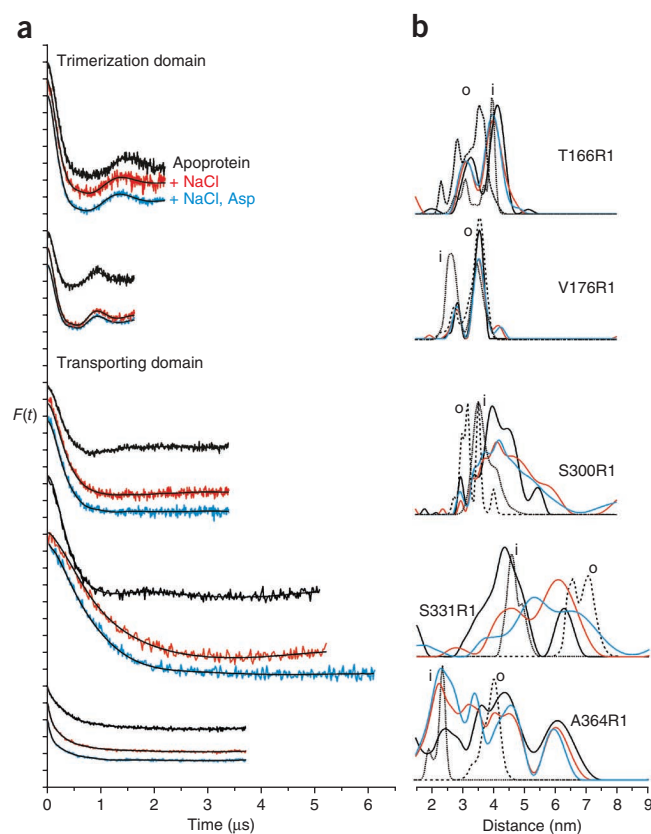 a
b
Trimerization domain
Apoprotein
+ NaCl
+ NaCl, Asp
Transporting domain
F(t)
0 1 2 3 4 5 6
Time (μs)
o i
T166R1
i o
V176R1
o i
S300R1
i o
S331R1
i o
A364R1
2 3 4 5 6 7 8 9
Distance (nm)